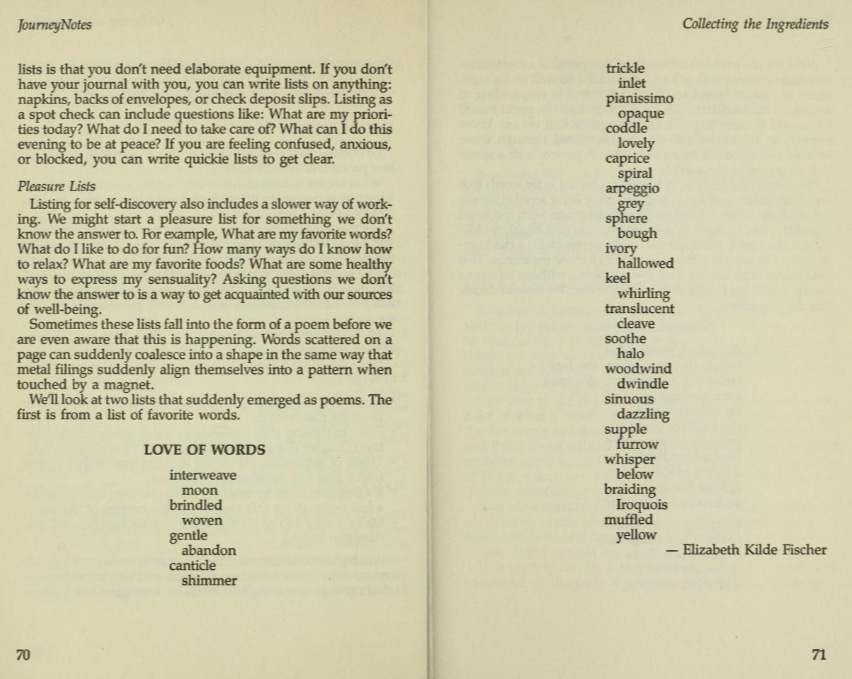 JourneyNotes
lists is that you don't need elaborate equipment. If you don't
have your journal with you, you can write lists on anything:
napkins, backs of envelopes, or check deposit slips. Listing as
a spot check can include questions like: What are my priori-
ties today? What do I need to take care of? What can I do this
evening to be at peace? If you are feeling confused, anxious,
or blocked, you can write quickie lists to get clear.
Pleasure Lists
Listing for self-discovery also includes a slower way of work-
ing. We might start a pleasure list for something we don't
know the answer to. For example, What are my favorite words?
What do I like to do for fun? How many ways do I know how
to relax? What are my favorite foods? What are some healthy
ways to express my sensuality? Asking questions we don't
know the answer to is a way to get acquainted with our sources
of well-being.
Sometimes these lists fall into the form of a poem before we
are even aware that this is happening. Words scattered on a
page can suddenly coalesce into a shape in the same way that
metal filings suddenly align themselves into a pattern when
touched by a magnet.
We'll look at two lists that suddenly emerged as poems. The
first is from a list of favorite words.
LOVE OF WORDS
interweave
moon
brindled
woven
gentle
abandon
canticle
shimmer
70
Collecting the Ingredients
trickle
inlet
pianissimo
opaque
coddle
lovely
caprice
spiral
arpeggio
grey
sphere
bough
ivory
hallowed
keel
whirling
translucent
cleave
soothe
halo
woodwind
dwindle
sinuous
dazzling
supple
furrow
whisper
below
braiding
Iroquois
muffled
yellow
— Elizabeth Kilde Fischer
71